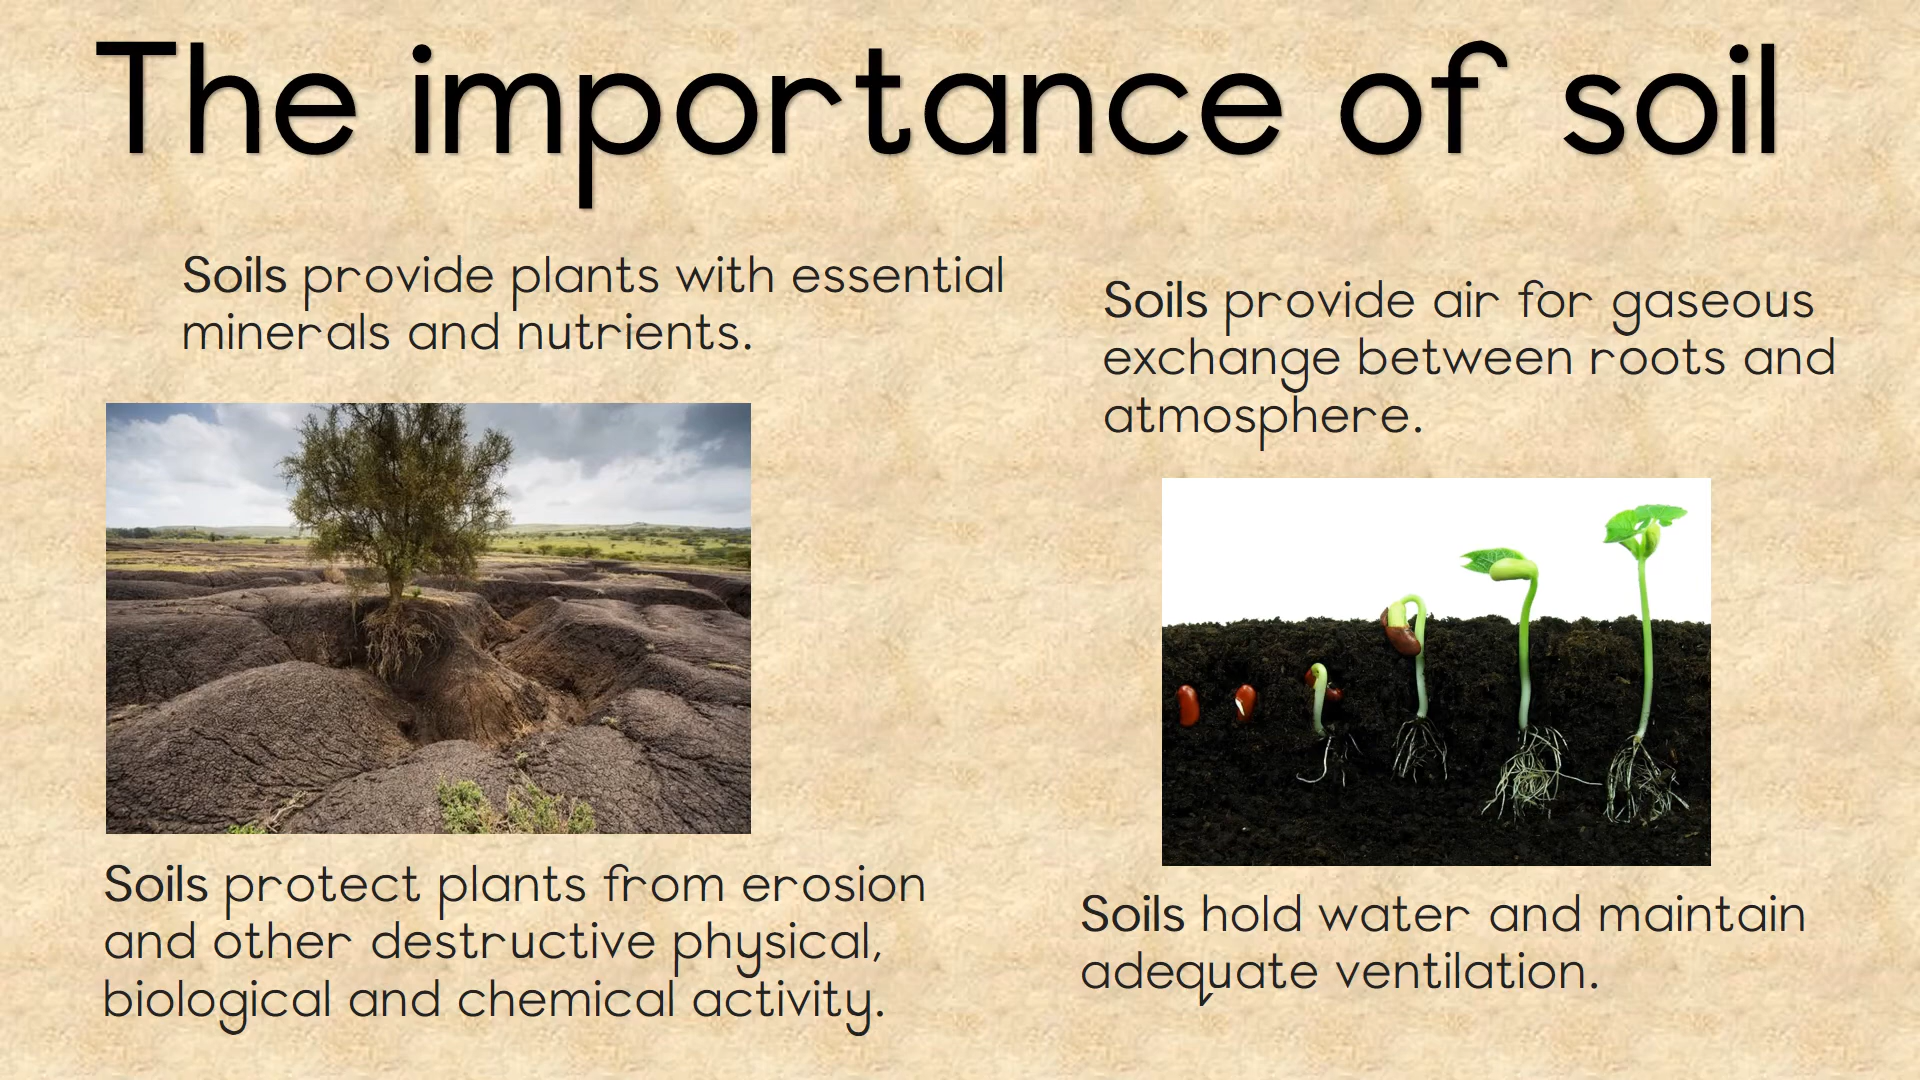 The importance of soil
Soils provide plants with essential
minerals and nutrients.
Soils provide air for gaseous
exchange between roots and
atmosphere.
Soils protect plants from erosion
and other destructive physical,
biological and chemical activity.
Soils hold water and maintain
adequate ventilation.